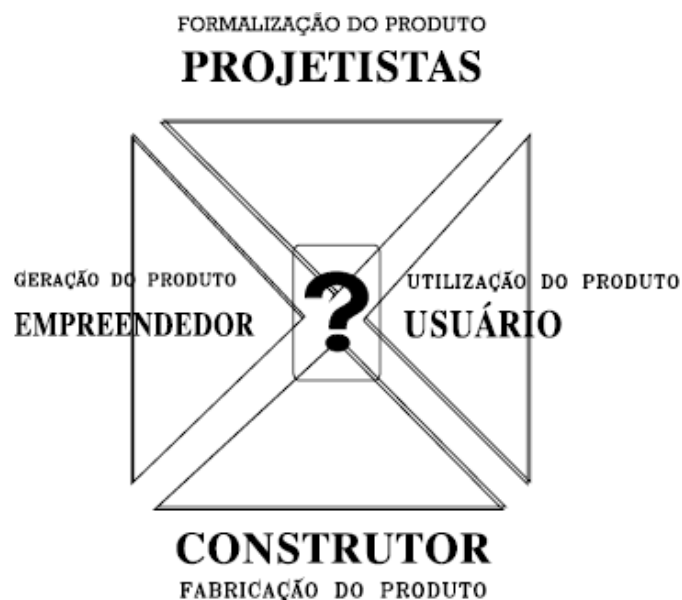 FORMALIZAÇÃO DO PRODUTO
PROJETISTAS
GERAÇÃO DO PRODUTO
EMPREENDEDOR
?
UTILIZAÇÃO DO PRODUTO
USUÁRIO
CONSTRUTOR
FABRICAÇÃO DO PRODUTO